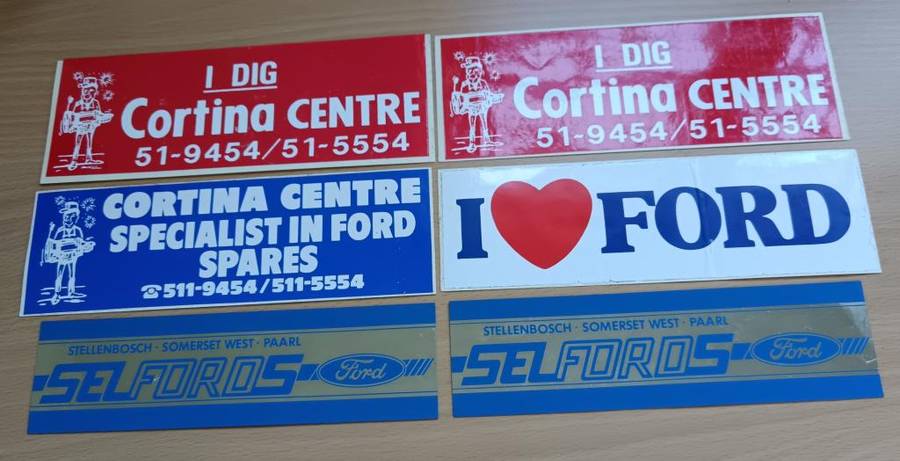 I DIG
Cortina CENTRE
51-9454/51-5554
I DIG
Cortina CENTRE
51-9454/51-5554
CORTINA CENTRE
SPECIALIST IN FORD
SPARES
☎511-9454/511-5554
I ❤ FORD
STELLENBOSCH · SOMERSET WEST · PAARL
SELFORDS Ford
STELLENBOSCH · SOMERSET WEST · PAARL
SELFORDS Ford